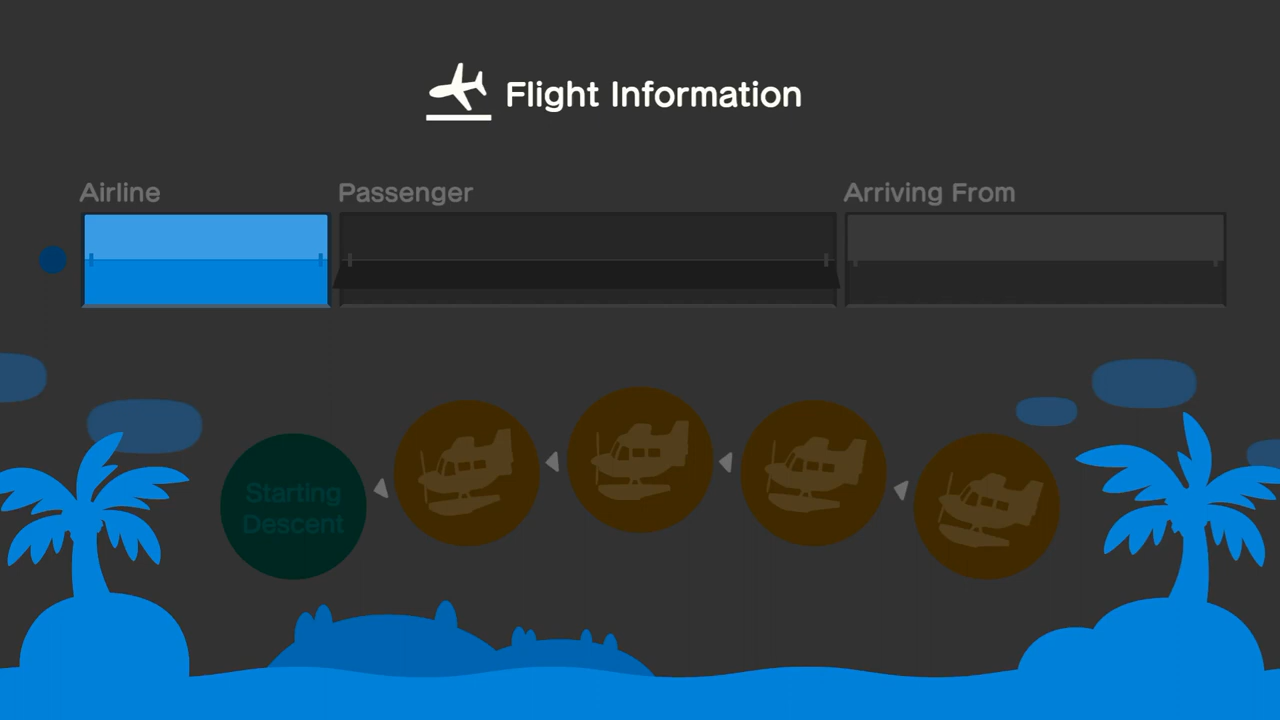 Flight Information
Airline
Passenger
Arriving From
Starting
Descent